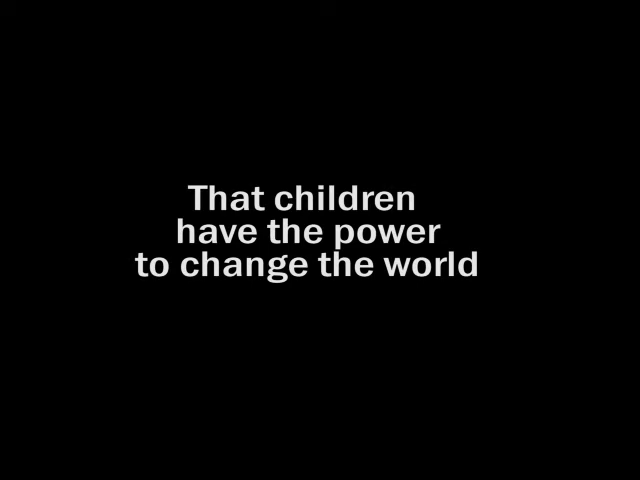 That children
have the power
to change the world